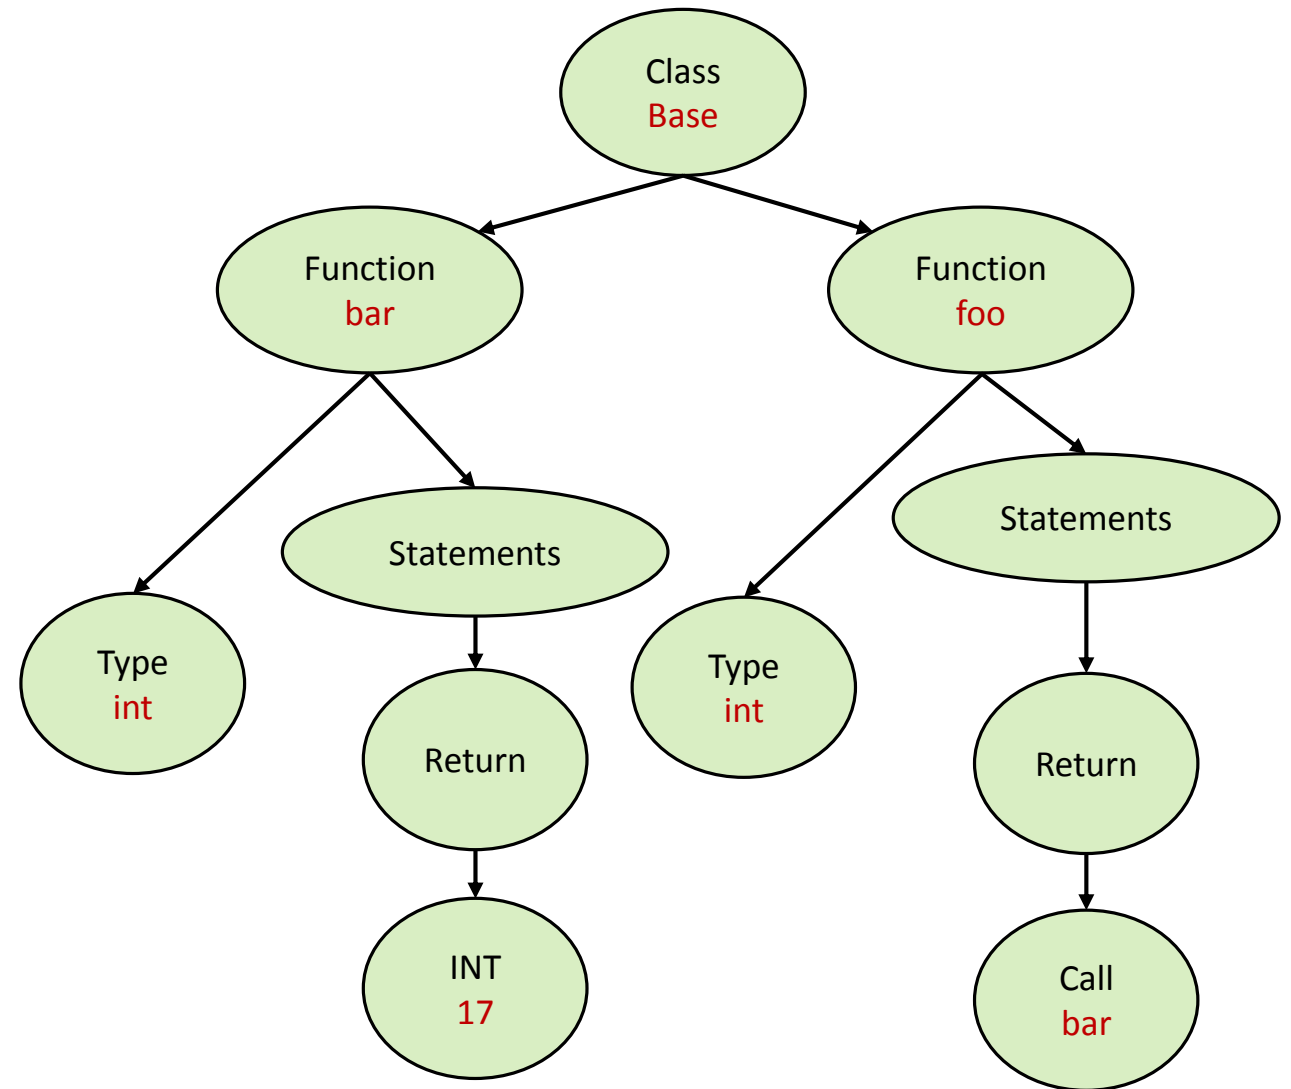 Class
Base
Function
bar
Function
foo
Statements
Statements
Type
int
Type
int
Return
Return
INT
17
Call
bar